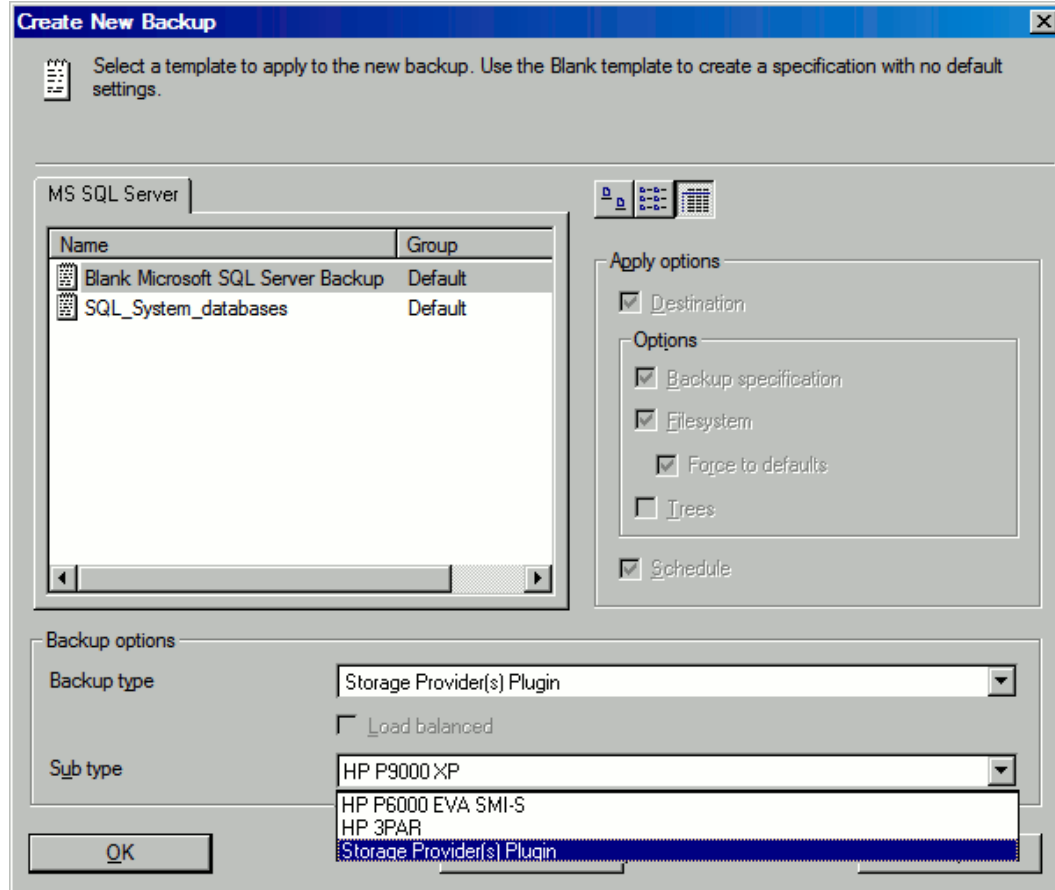 Create New Backup
Select a template to apply to the new backup. Use the Blank template to create a specification with no default
settings.
MS SQL Server
Name Group
Blank Microsoft SQL Server Backup Default
SQL_System_databases Default
Apply options
Destination
Options
Backup specification
Filesystem
Force to defaults
Trees
Schedule
Backup options
Backup type Storage Provider(s) Plugin
Load balanced
Sub type HP P9000 XP
HP P6000 EVA SMI-S
HP 3PAR
Storage Provider(s) Plugin
OK